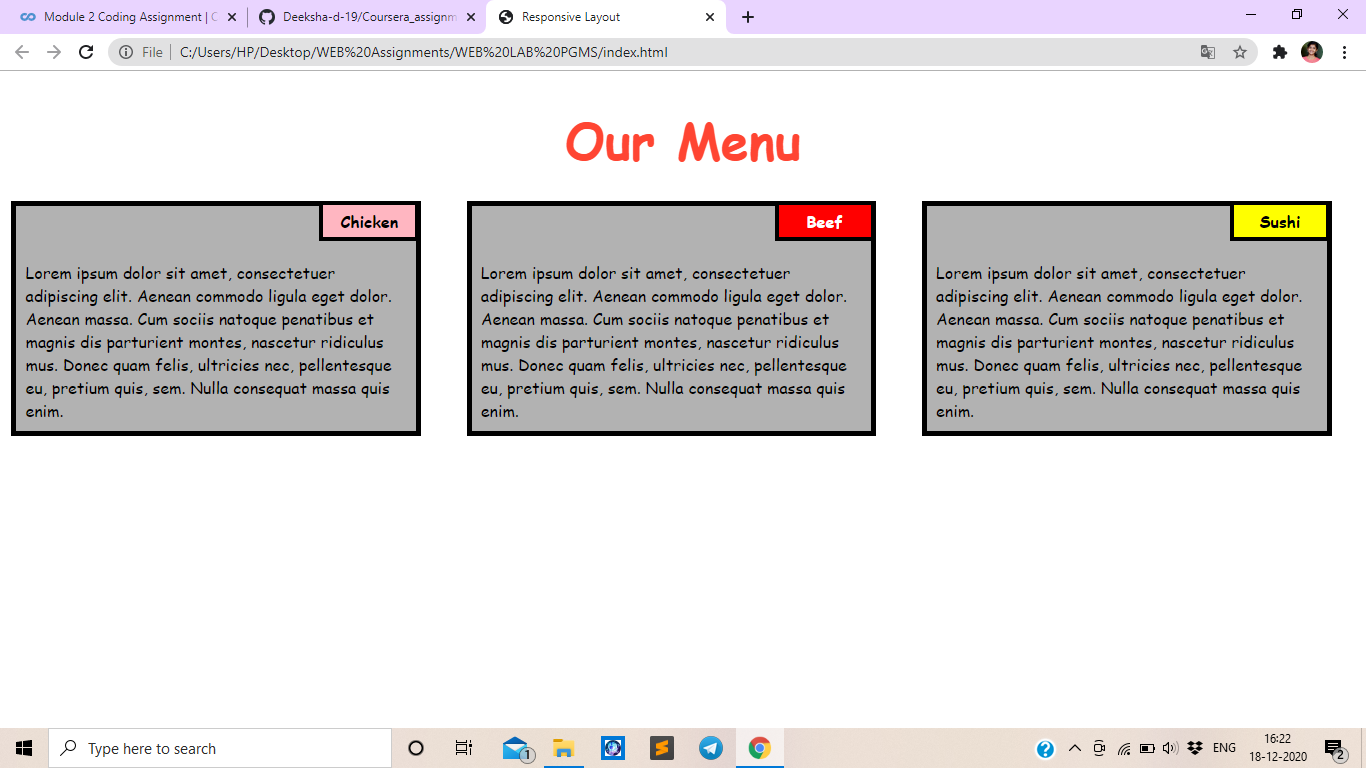 Module 2 Coding Assignment | C
Deeksha-d-19/Coursera_assignm
Responsive Layout
File
C:/Users/HP/Desktop/WEB%20Assignments/WEB%20LAB%20PGMS/index.html
Our Menu
Chicken
Lorem ipsum dolor sit amet, consectetuer
adipiscing elit. Aenean commodo ligula eget dolor.
Aenean massa. Cum sociis natoque penatibus et
magnis dis parturient montes, nascetur ridiculus
mus. Donec quam felis, ultricies nec, pellentesque
eu, pretium quis, sem. Nulla consequat massa quis
enim.
Beef
Lorem ipsum dolor sit amet, consectetuer
adipiscing elit. Aenean commodo ligula eget dolor.
Aenean massa. Cum sociis natoque penatibus et
magnis dis parturient montes, nascetur ridiculus
mus. Donec quam felis, ultricies nec, pellentesque
eu, pretium quis, sem. Nulla consequat massa quis
enim.
Sushi
Lorem ipsum dolor sit amet, consectetuer
adipiscing elit. Aenean commodo ligula eget dolor.
Aenean massa. Cum sociis natoque penatibus et
magnis dis parturient montes, nascetur ridiculus
mus. Donec quam felis, ultricies nec, pellentesque
eu, pretium quis, sem. Nulla consequat massa quis
enim.
Type here to search
1
ENG
16:22
18-12-2020
2